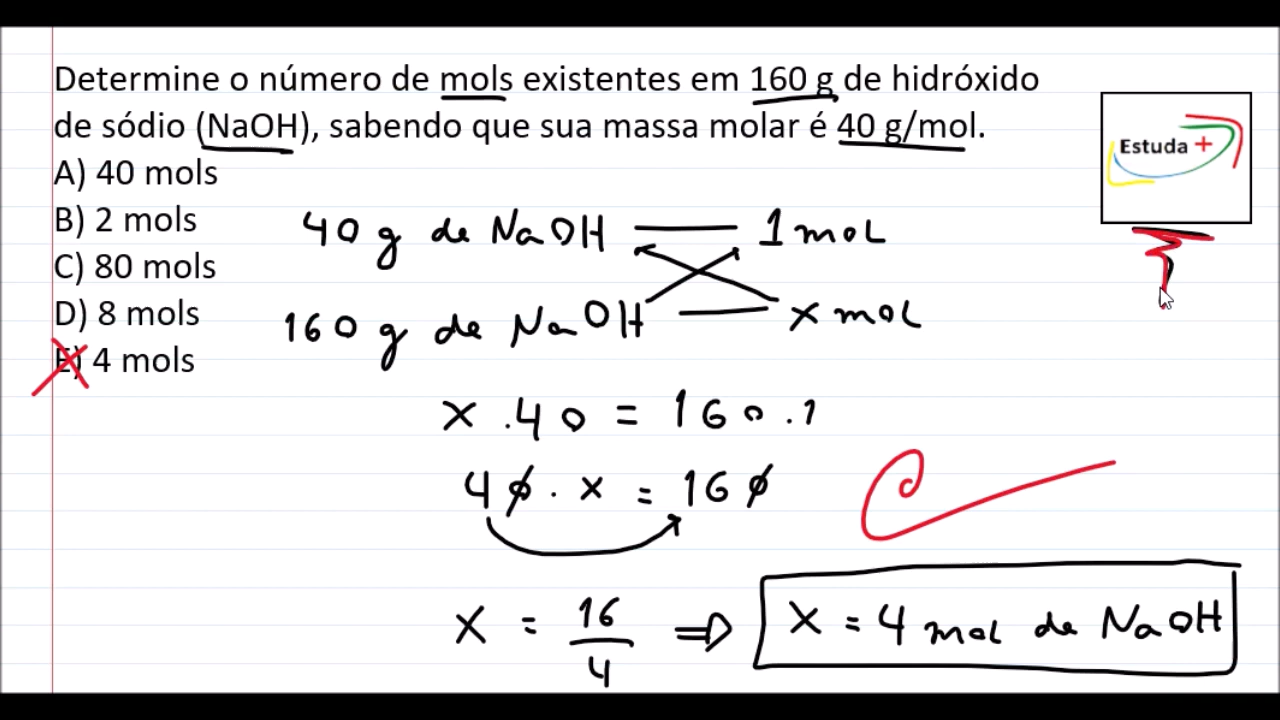 Determine o número de mols existentes em 160 g de hidróxido
de sódio (NaOH), sabendo que sua massa molar é 40 g/mol.
A) 40 mols
B) 2 mols
C) 80 mols
D) 8 mols
E) 4 mols
Estuda +
40 g de NaOH 1 mol
160 g de NaOH x mol
x . 40 = 160 . 1
40 . x = 160
x = 16/4 ⇒ x = 4 mol de NaOH